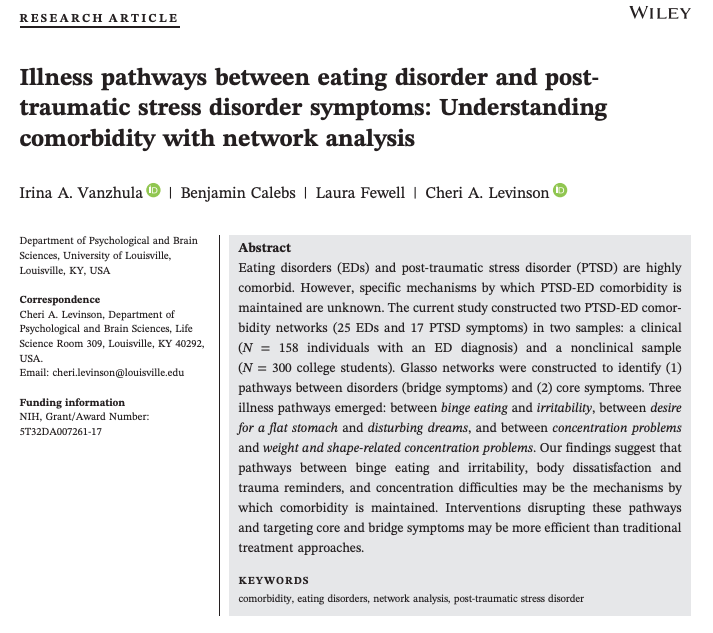 RESEARCH ARTICLE
WILEY
Illness pathways between eating disorder and post-
traumatic stress disorder symptoms: Understanding
comorbidity with network analysis
Irina A. Vanzhula iD | Benjamin Calebs | Laura Fewell | Cheri A. Levinson iD
Department of Psychological and Brain
Sciences, University of Louisville,
Louisville, KY, USA
Correspondence
Cheri A. Levinson, Department of
Psychological and Brain Sciences, Life
Science Room 309, Louisville, KY 40292,
USA.
Email: cheri.levinson@louisville.edu
Funding information
NIH, Grant/Award Number:
5T32DA007261-17
Abstract
Eating disorders (EDs) and post-traumatic stress disorder (PTSD) are highly
comorbid. However, specific mechanisms by which PTSD-ED comorbidity is
maintained are unknown. The current study constructed two PTSD-ED comor-
bidity networks (25 EDs and 17 PTSD symptoms) in two samples: a clinical
(N = 158 individuals with an ED diagnosis) and a nonclinical sample
(N = 300 college students). Glasso networks were constructed to identify (1)
pathways between disorders (bridge symptoms) and (2) core symptoms. Three
illness pathways emerged: between binge eating and irritability, between desire
for a flat stomach and disturbing dreams, and between concentration problems
and weight and shape-related concentration problems. Our findings suggest that
pathways between binge eating and irritability, body dissatisfaction and
trauma reminders, and concentration difficulties may be the mechanisms by
which comorbidity is maintained. Interventions disrupting these pathways
and targeting core and bridge symptoms may be more efficient than traditional
treatment approaches.
KEYWORDS
comorbidity, eating disorders, network analysis, post-traumatic stress disorder